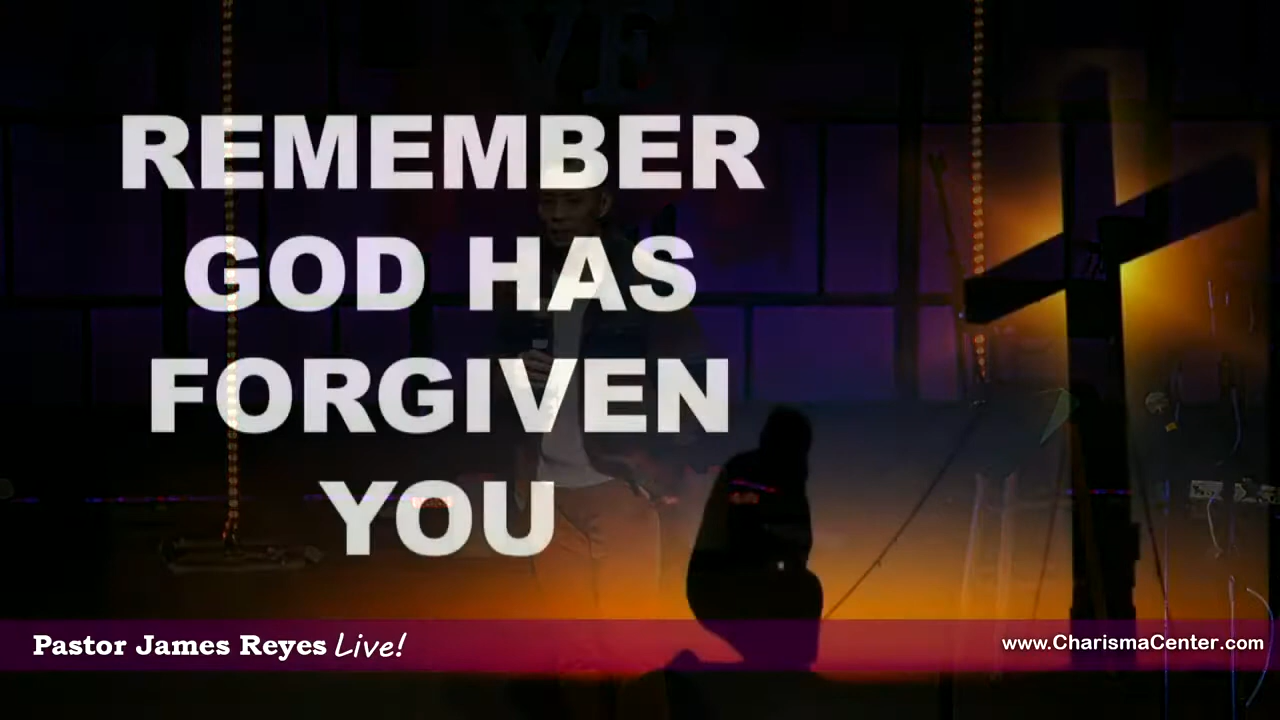 REMEMBER
GOD HAS
FORGIVEN
YOU
Pastor James Reyes Live!
www.CharismaCenter.com